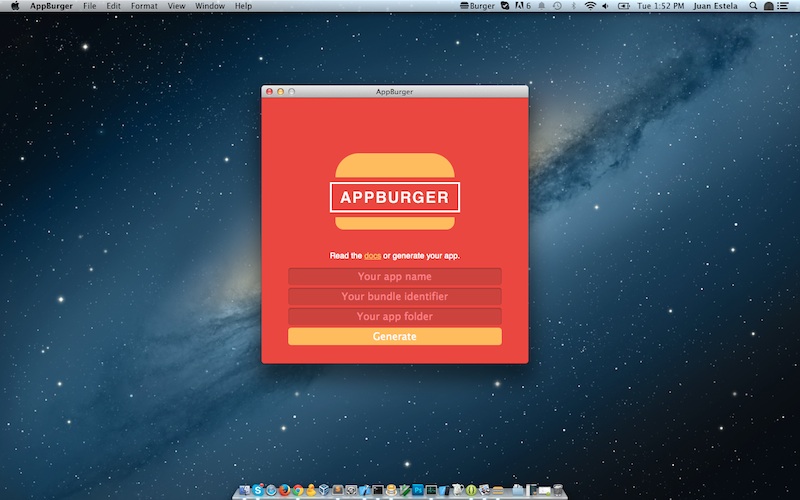 AppBurger File Edit Format View Window Help Burger 6 Tue 1:52 PM Juan Estela
AppBurger
APPBURGER
Read the docs or generate your app.
Your app name
Your bundle identifier
Your app folder
Generate